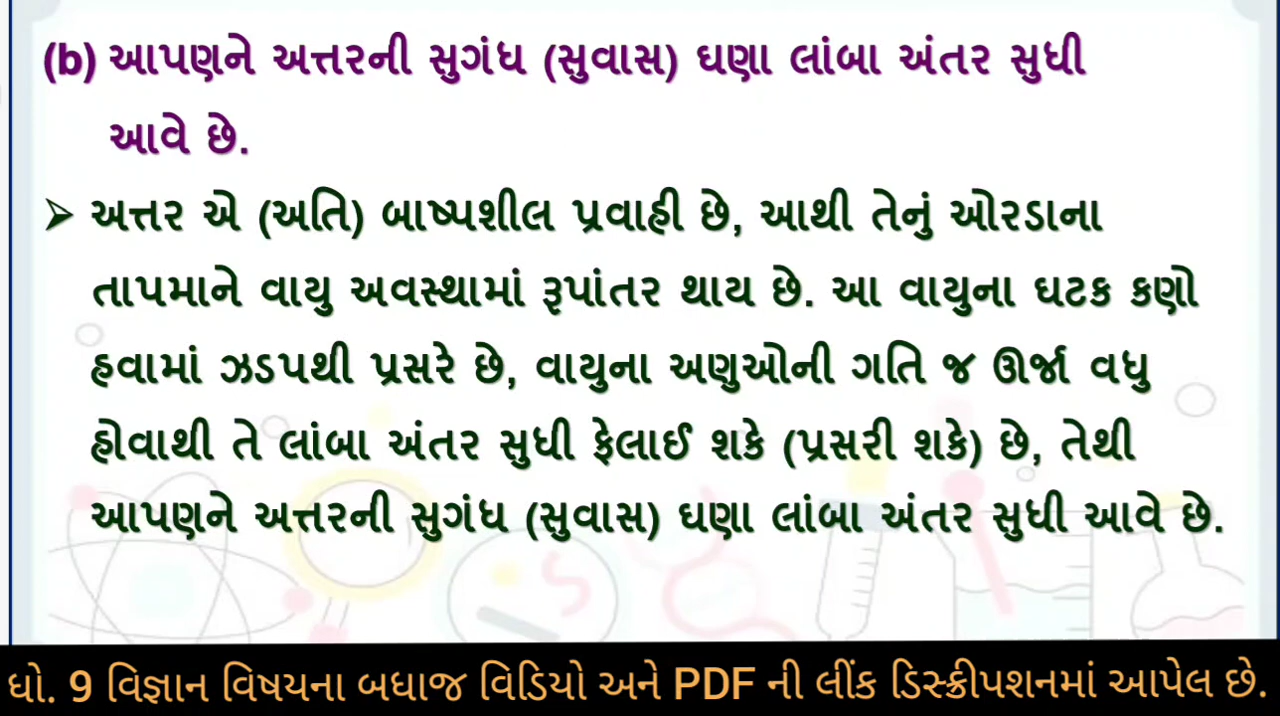 (b) આપણને અત્તરની સુગંધ (સુવાસ) ઘણા લાંબા અંતર સુધી
આવે છે.
➢ અત્તર એ (અતિ) બાષ્પશીલ પ્રવાહી છે, આથી તેનું ઓરડાના
તાપમાને વાયુ અવસ્થામાં રૂપાંતર થાય છે. આ વાયુના ઘટક કણો
હવામાં ઝડપથી પ્રસરે છે, વાયુના અણુઓની ગતિ જ ઊર્જા વધુ
હોવાથી તે લાંબા અંતર સુધી ફેલાઈ શકે (પ્રસરી શકે) છે, તેથી
આપણને અત્તરની સુગંધ (સુવાસ) ઘણા લાંબા અંતર સુધી આવે છે.
ધો. 9 વિજ્ઞાન વિષયના બધાજ વિડિયો અને PDF ની લીંક ડિસ્ક્રીપશનમાં આપેલ છે.